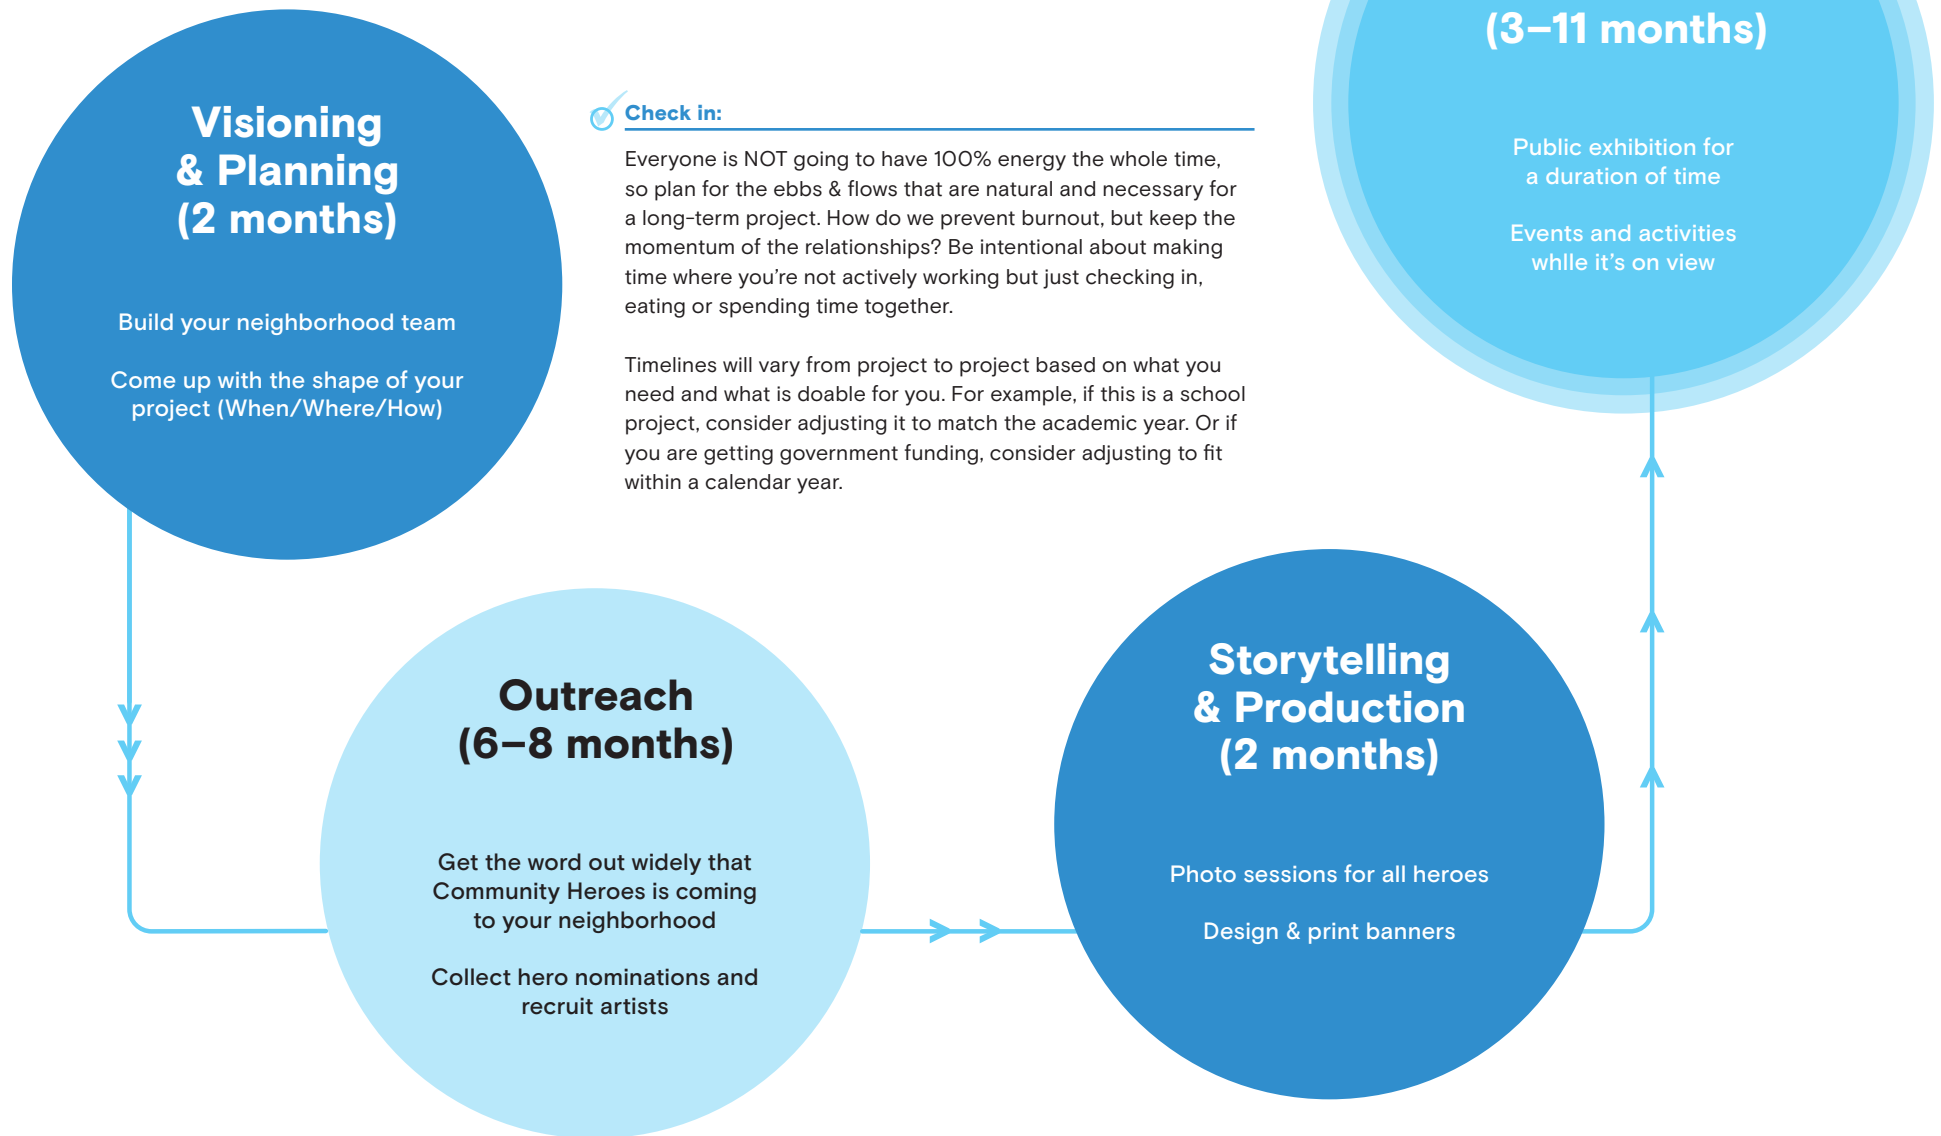 Visioning
& Planning
(2 months)
Build your neighborhood team
Come up with the shape of your
project (When/Where/How)
Check in:
Everyone is NOT going to have 100% energy the whole time,
so plan for the ebbs & flows that are natural and necessary for
a long-term project. How do we prevent burnout, but keep the
momentum of the relationships? Be intentional about making
time where you’re not actively working but just checking in,
eating or spending time together.
Timelines will vary from project to project based on what you
need and what is doable for you. For example, if this is a school
project, consider adjusting it to match the academic year. Or if
you are getting government funding, consider adjusting to fit
within a calendar year.
Outreach
(6–8 months)
Get the word out widely that
Community Heroes is coming
to your neighborhood
Collect hero nominations and
recruit artists
Storytelling
& Production
(2 months)
Photo sessions for all heroes
Design & print banners
(3–11 months)
Public exhibition for
a duration of time
Events and activities
whlle it’s on view